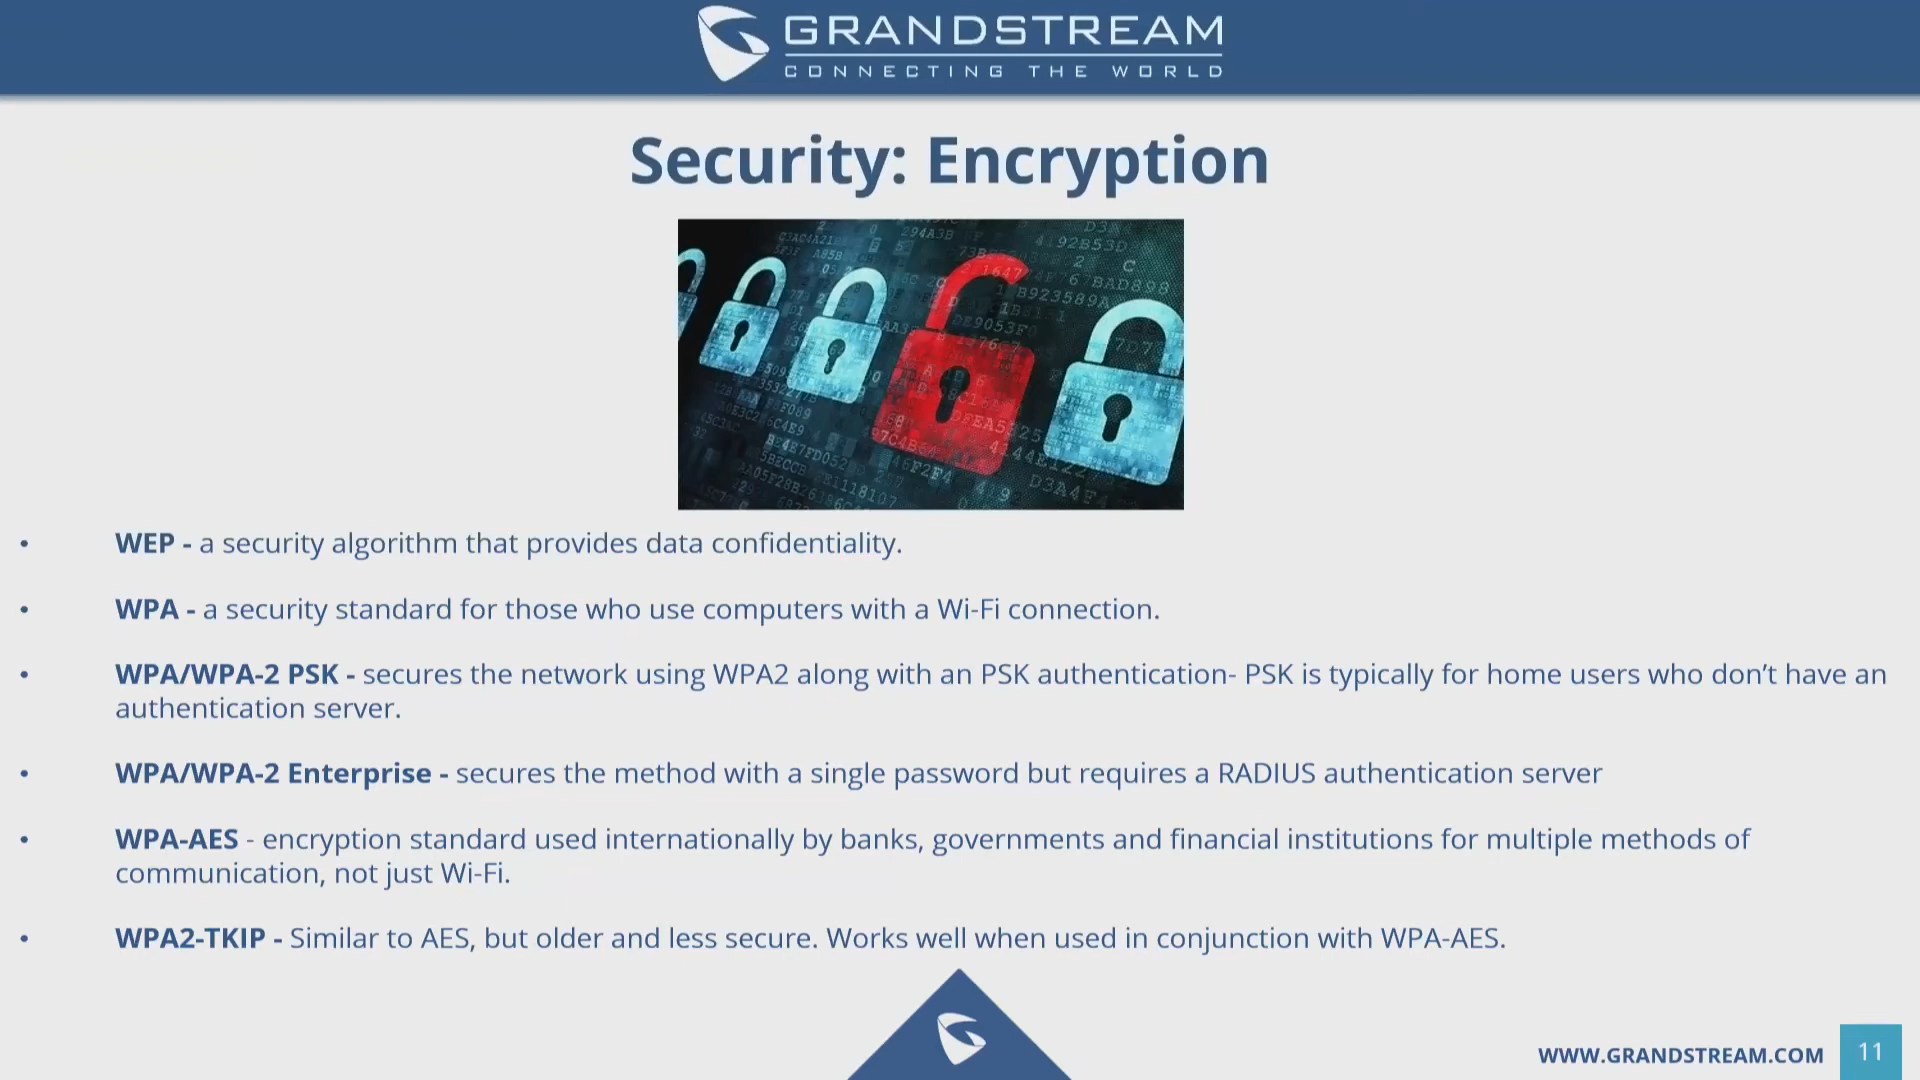 GRANDSTREAM
CONNECTING THE WORLD
Security: Encryption
• WEP - a security algorithm that provides data confidentiality.
• WPA - a security standard for those who use computers with a Wi-Fi connection.
• WPA/WPA-2 PSK - secures the network using WPA2 along with an PSK authentication- PSK is typically for home users who don’t have an
authentication server.
• WPA/WPA-2 Enterprise - secures the method with a single password but requires a RADIUS authentication server
• WPA-AES - encryption standard used internationally by banks, governments and financial institutions for multiple methods of
communication, not just Wi-Fi.
• WPA2-TKIP - Similar to AES, but older and less secure. Works well when used in conjunction with WPA-AES.
WWW.GRANDSTREAM.COM
11